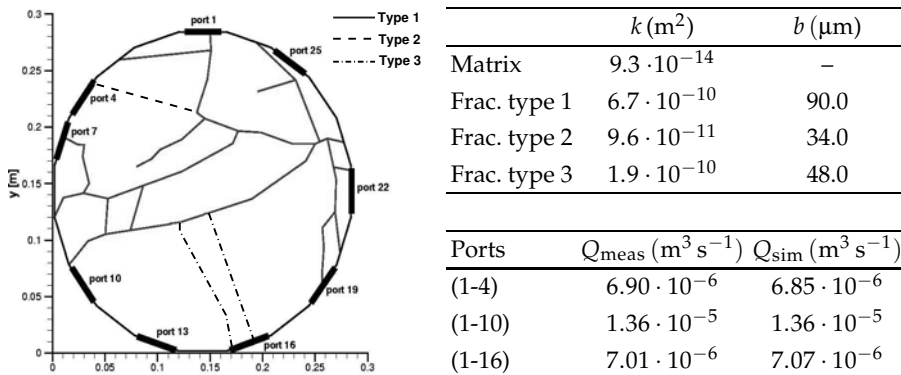 Type 1
Type 2
Type 3
port 1
port 25
port 4
port 7
port 22
port 10
port 19
port 13
port 16
y [m]
0.3
0.25
0.2
0.15
0.1
0.05
0
0 0.05 0.1 0.15 0.2 0.25 0.3
k (m²) b (μm)
Matrix 9.3 · 10⁻¹⁴ –
Frac. type 1 6.7 · 10⁻¹⁰ 90.0
Frac. type 2 9.6 · 10⁻¹¹ 34.0
Frac. type 3 1.9 · 10⁻¹⁰ 48.0
Ports Q_meas (m³ s⁻¹) Q_sim (m³ s⁻¹)
(1-4) 6.90 · 10⁻⁶ 6.85 · 10⁻⁶
(1-10) 1.36 · 10⁻⁵ 1.36 · 10⁻⁵
(1-16) 7.01 · 10⁻⁶ 7.07 · 10⁻⁶